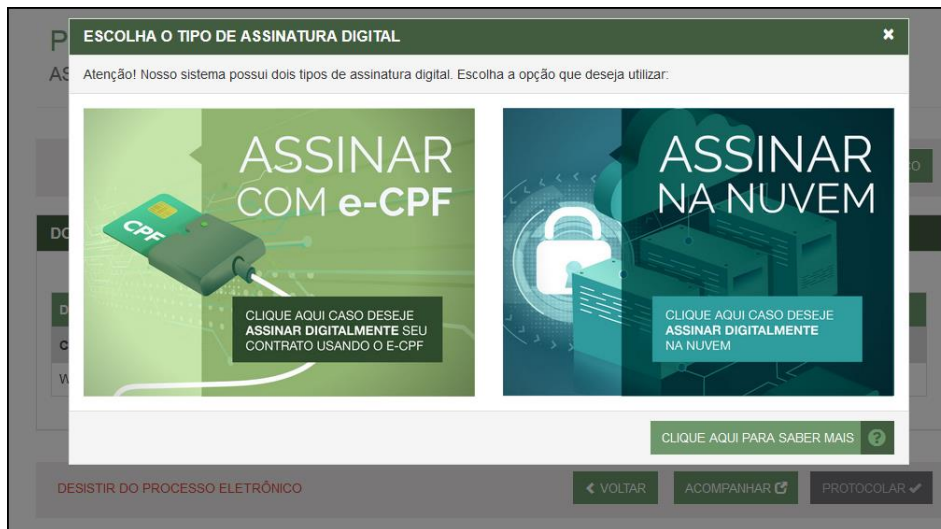 ESCOLHA O TIPO DE ASSINATURA DIGITAL
Atenção! Nosso sistema possui dois tipos de assinatura digital. Escolha a opção que deseja utilizar:
ASSINAR
COM e-CPF
CPF
CLIQUE AQUI CASO DESEJE
ASSINAR DIGITALMENTE SEU
CONTRATO USANDO O E-CPF
ASSINAR
NA NUVEM
CLIQUE AQUI CASO DESEJE
ASSINAR DIGITALMENTE
NA NUVEM
CLIQUE AQUI PARA SABER MAIS ?
DESISTIR DO PROCESSO ELETRÔNICO
VOLTAR
ACOMPANHAR
PROTOCOLAR